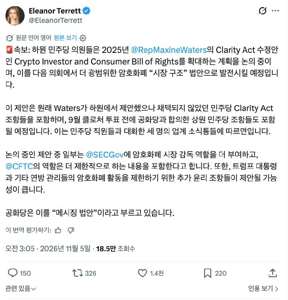 Eleanor Terrett
@EleanorTerrett
원본 언어 보기
🚨속보: 하원 민주당 의원들은 2025년 @RepMaxineWaters의 Clarity Act 수정안
인 Crypto Investor and Consumer Bill of Rights를 확대하는 계획을 논의 중이
며, 이를 다음 의회에서 더 광범위한 암호화폐 "시장 구조" 법안으로 발전시킬 예정입
니다.
이 제안은 원래 Waters가 하원에서 제안했으나 채택되지 않았던 민주당 Clarity Act
조항들을 포함하며, 9월 클로처 투표 전에 공화당과 합의한 상원 민주당 조항들도 포함
될 예정입니다. 이는 민주당 직원들과 대화한 세 명의 업계 소식통들에 따르면입니다.
논의 중인 제안 중 일부는 @SECGov에 암호화폐 시장 감독 역할을 더 부여하고,
@CFTC의 역할은 더 제한적으로 하는 내용을 포함한다고 합니다. 또한, 트럼프 대통령
과 기타 연방 관리들의 암호화폐 활동을 제한하기 위한 추가 윤리 조항들이 제안될 가능
성이 큽니다.
공화당은 이를 "메시징 법안"이라고 부르고 있습니다.
이 번역 평가하기:
오전 3:05 · 2026년 11월 5일 · 18.5만 조회수
150
326
1.4천
220
관련성
인용 보기